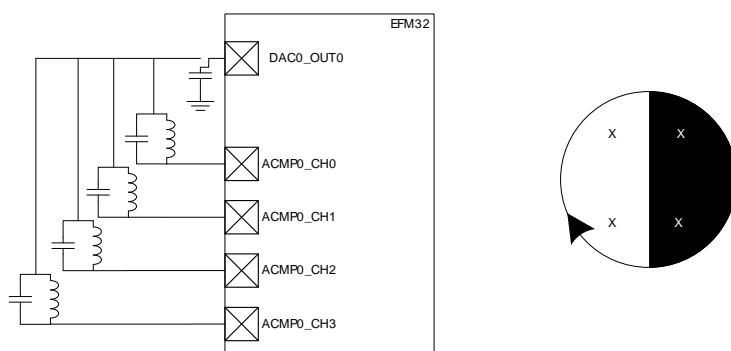 EFM32
DAC0_OUT0
ACMP0_CH0
ACMP0_CH1
ACMP0_CH2
ACMP0_CH3
X X
X X